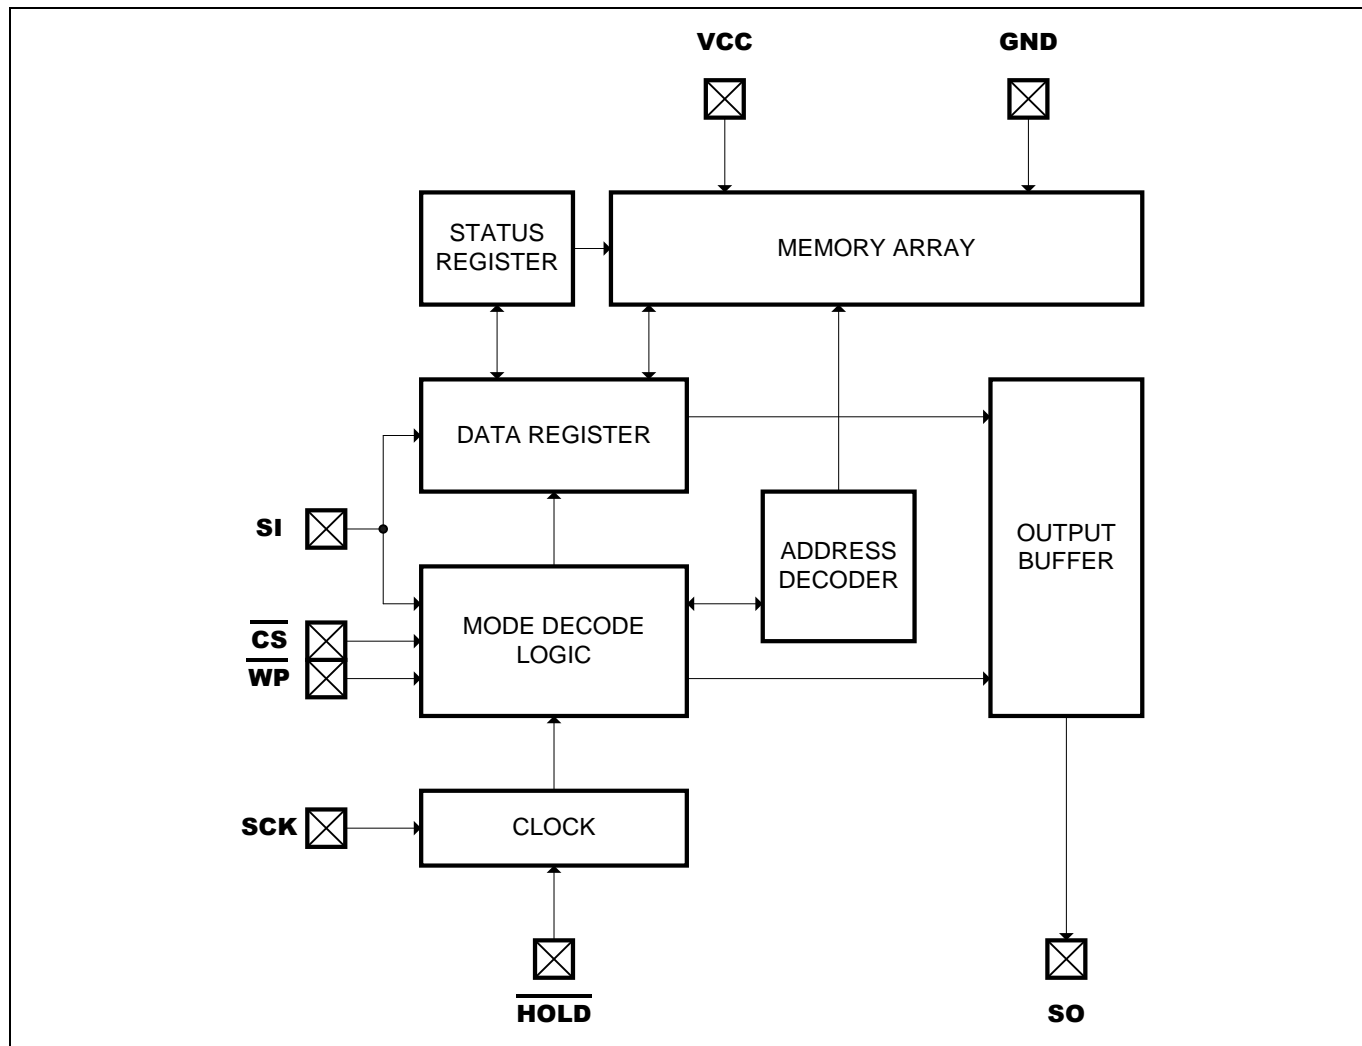 VCC
GND
STATUS
REGISTER
MEMORY ARRAY
DATA REGISTER
SI
ADDRESS
DECODER
OUTPUT
BUFFER
CS
MODE DECODE
LOGIC
WP
SCK
CLOCK
HOLD
SO